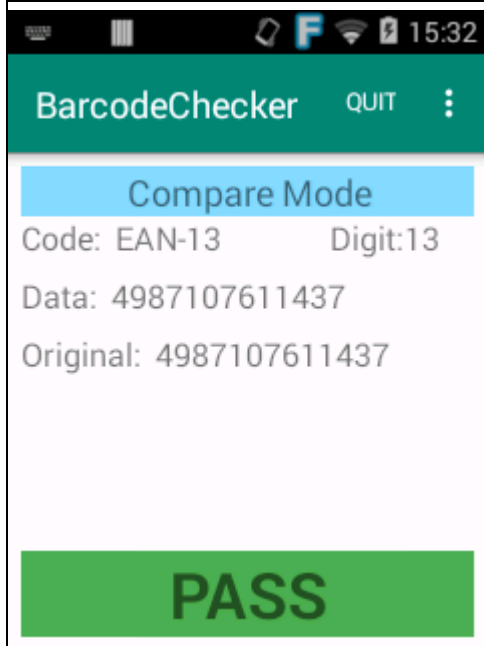 F 15:32
BarcodeChecker QUIT
Compare Mode
Code: EAN-13 Digit:13
Data: 4987107611437
Original: 4987107611437
PASS